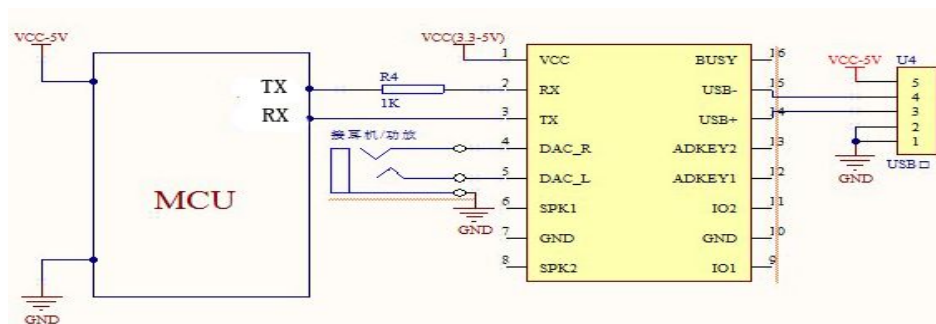 VCC-5V
TX
RX
MCU
GND
R4
1K
接耳机/功放
GND
VCC(3.3-5V)
1 VCC BUSY 16
2 RX USB- 15
3 TX USB+ 14
4 DAC_R ADKEY2 13
5 DAC_L ADKEY1 12
6 SPK1 IO2 11
7 GND GND 10
8 SPK2 IO1 9
VCC-5V
U4
5
4
3
2
1
USB口
GND